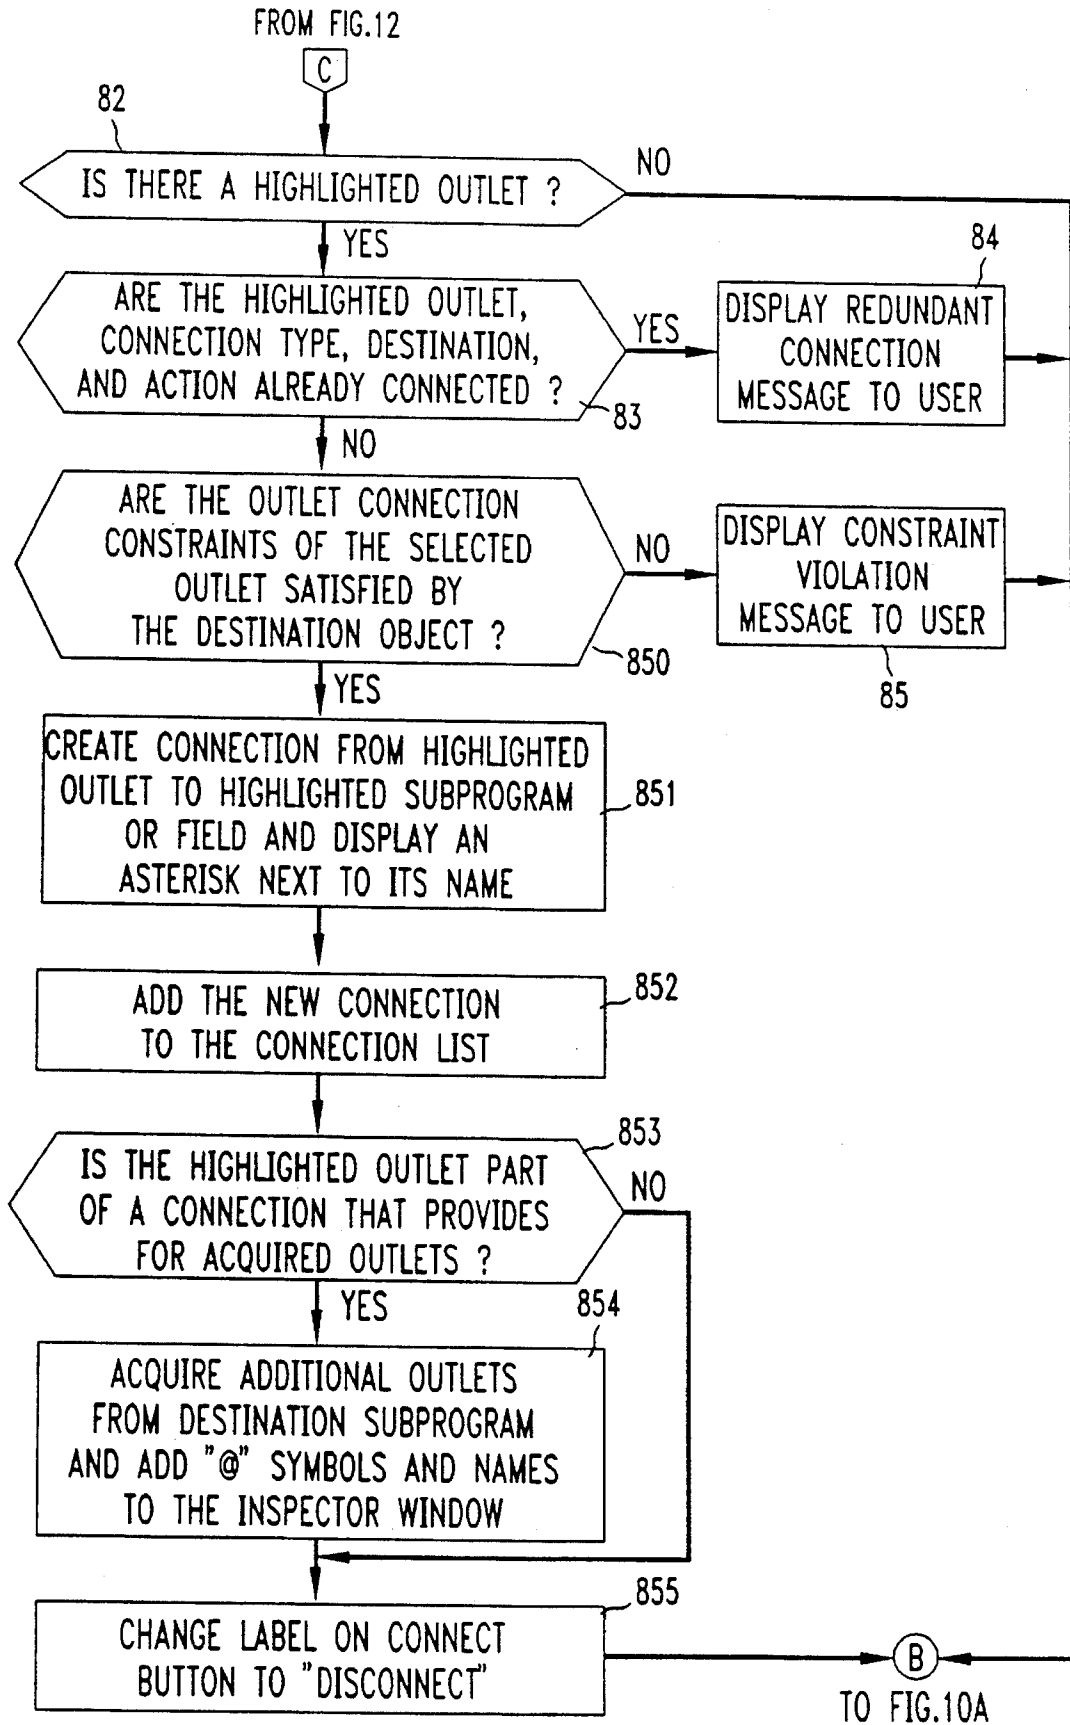 FROM FIG.12
C
82
IS THERE A HIGHLIGHTED OUTLET ?
NO
YES
ARE THE HIGHLIGHTED OUTLET,
CONNECTION TYPE, DESTINATION,
AND ACTION ALREADY CONNECTED ?
83
YES
84
DISPLAY REDUNDANT
CONNECTION
MESSAGE TO USER
NO
ARE THE OUTLET CONNECTION
CONSTRAINTS OF THE SELECTED
OUTLET SATISFIED BY
THE DESTINATION OBJECT ?
850
NO
DISPLAY CONSTRAINT
VIOLATION
MESSAGE TO USER
85
YES
CREATE CONNECTION FROM HIGHLIGHTED
OUTLET TO HIGHLIGHTED SUBPROGRAM
OR FIELD AND DISPLAY AN
ASTERISK NEXT TO ITS NAME
851
ADD THE NEW CONNECTION
TO THE CONNECTION LIST
852
853
IS THE HIGHLIGHTED OUTLET PART
OF A CONNECTION THAT PROVIDES
FOR ACQUIRED OUTLETS ?
NO
YES
854
ACQUIRE ADDITIONAL OUTLETS
FROM DESTINATION SUBPROGRAM
AND ADD "@" SYMBOLS AND NAMES
TO THE INSPECTOR WINDOW
855
CHANGE LABEL ON CONNECT
BUTTON TO "DISCONNECT"
B
TO FIG.10A